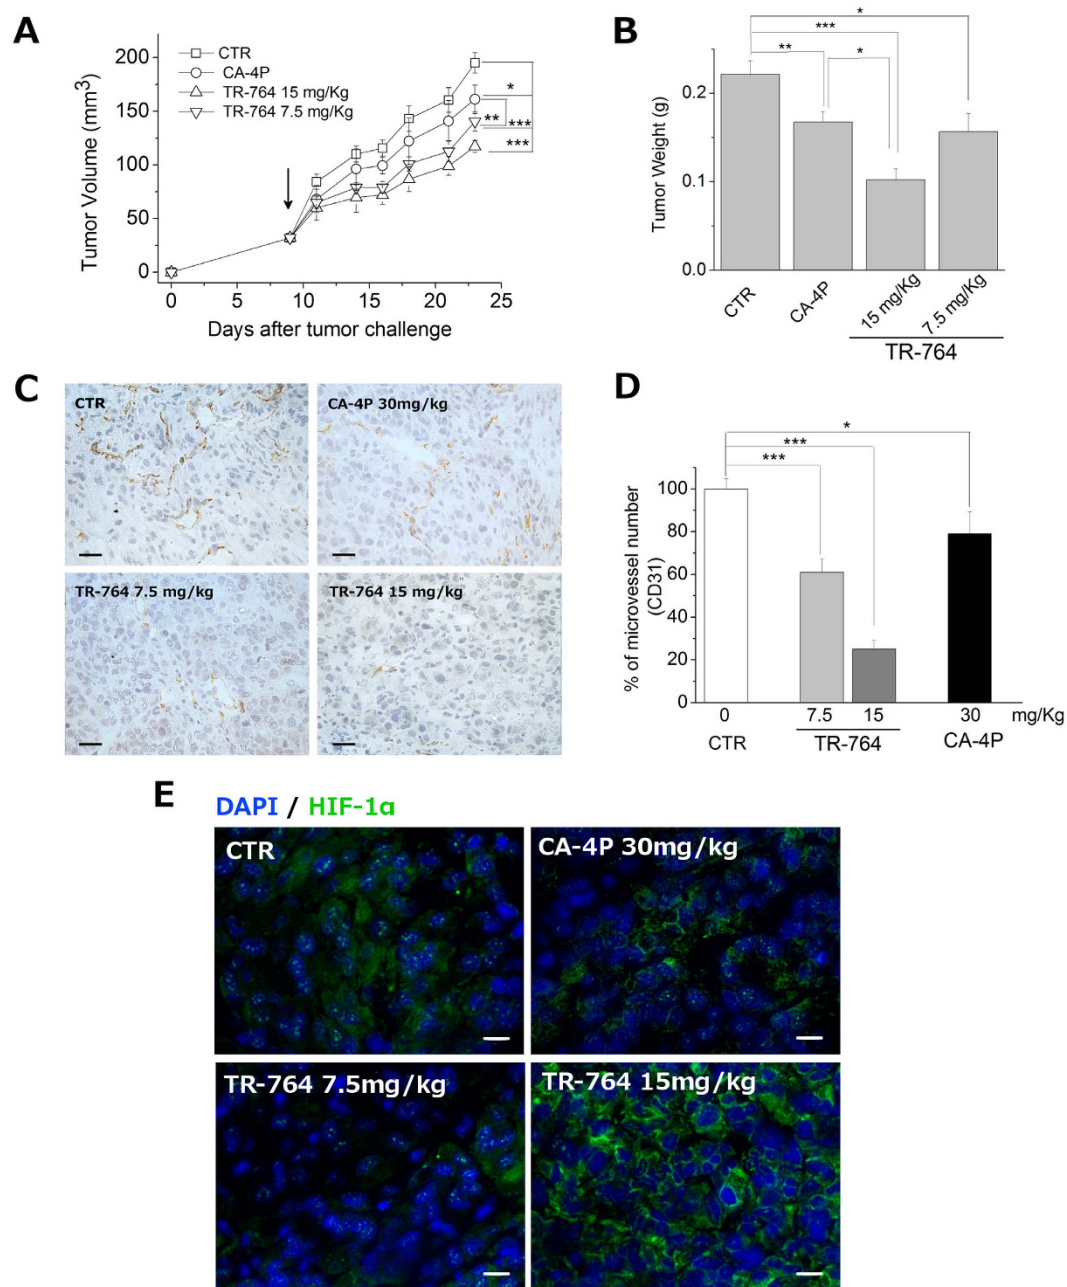 A
CTR
CA-4P
TR-764 15 mg/Kg
TR-764 7.5 mg/Kg
Tumor Volume (mm³)
200
150
100
50
0
*
**
***
***
0 5 10 15 20 25
Days after tumor challenge
B
*
***
** *
Tumor Weight (g)
0.2
0.1
0.0
CTR CA-4P 15 mg/Kg 7.5 mg/Kg
TR-764
C
CTR
CA-4P 30mg/kg
TR-764 7.5 mg/kg
TR-764 15 mg/kg
D
*
***
***
% of microvessel number
(CD31)
100
80
60
40
20
0
0 7.5 15 30 mg/Kg
CTR TR-764 CA-4P
E
DAPI / HIF-1α
CTR
CA-4P 30mg/kg
TR-764 7.5mg/kg
TR-764 15mg/kg